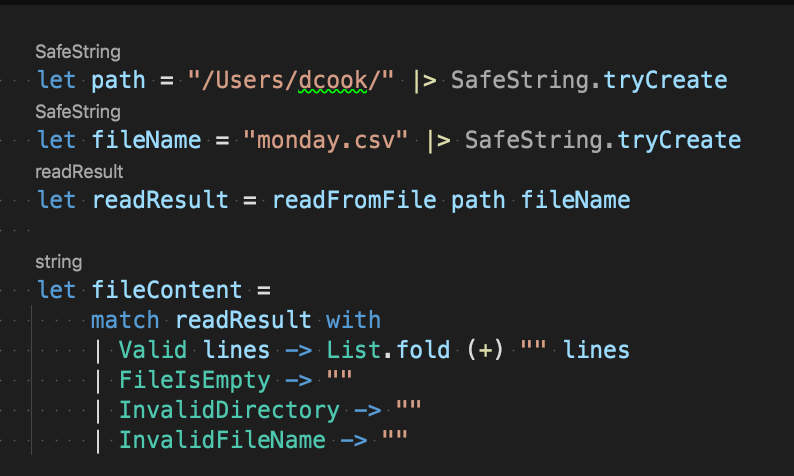 SafeString
let path = "/Users/dcook/" |> SafeString.tryCreate
SafeString
let fileName = "monday.csv" |> SafeString.tryCreate
readResult
let readResult = readFromFile path fileName
string
let fileContent =
match readResult with
| Valid lines -> List.fold (+) "" lines
| FileIsEmpty -> ""
| InvalidDirectory -> ""
| InvalidFileName -> ""